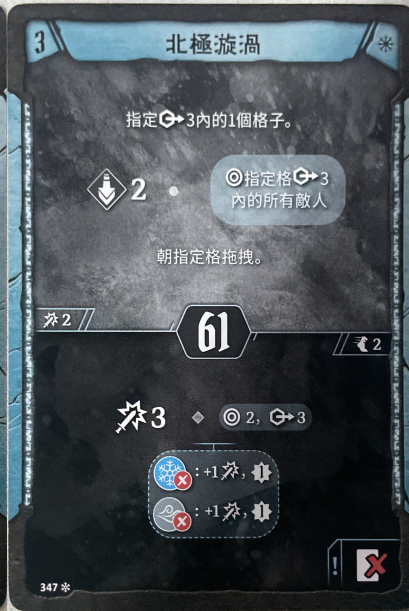 3 北極漩渦
指定 3內的1個格子。
2 指定格 3
內的所有敵人
朝指定格拖拽。
2
61
2
3 2, 3
: +1 , 1
: +1 , 1
!
347